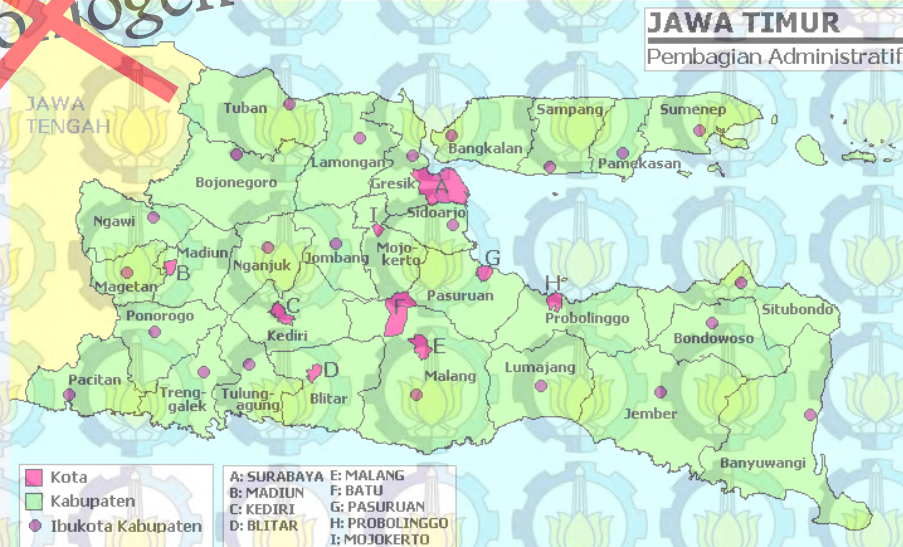 JAWA TIMUR
Pembagian Administratif
JAWA
TENGAH
Tuban
Sampang
Sumenep
Bangkalan
Pamekasan
Lamongan
Bojonegoro
Gresik
A
Sidoarjo
I
Ngawi
Madiun
B
Magetan
Nganjuk
Jombang
Mojo-
kerto
G
Pasuruan
H
Probolinggo
Situbondo
Bondowoso
Ponorogo
C
Kediri
F
E
Malang
Lumajang
Pacitan
Treng-
galek
Tulung-
agung
D
Blitar
Jember
Banyuwangi
Kota
Kabupaten
Ibukota Kabupaten
A: SURABAYA E: MALANG
B: MADIUN F: BATU
C: KEDIRI G: PASURUAN
D: BLITAR H: PROBOLINGGO
I: MOJOKERTO